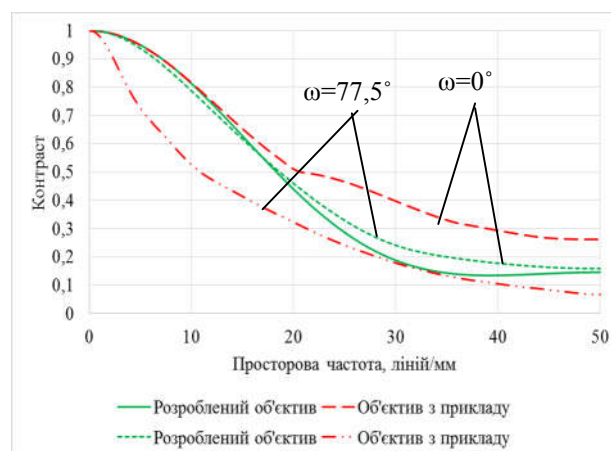 1
0,9
0,8
0,7
0,6
0,5
0,4
0,3
0,2
0,1
0
Контраст
ω=77,5˚
ω=0˚
0 10 20 30 40 50
Просторова частота, ліній/мм
Розроблений об'єктив Об'єктив з прикладу
Розроблений об'єктив Об'єктив з прикладу